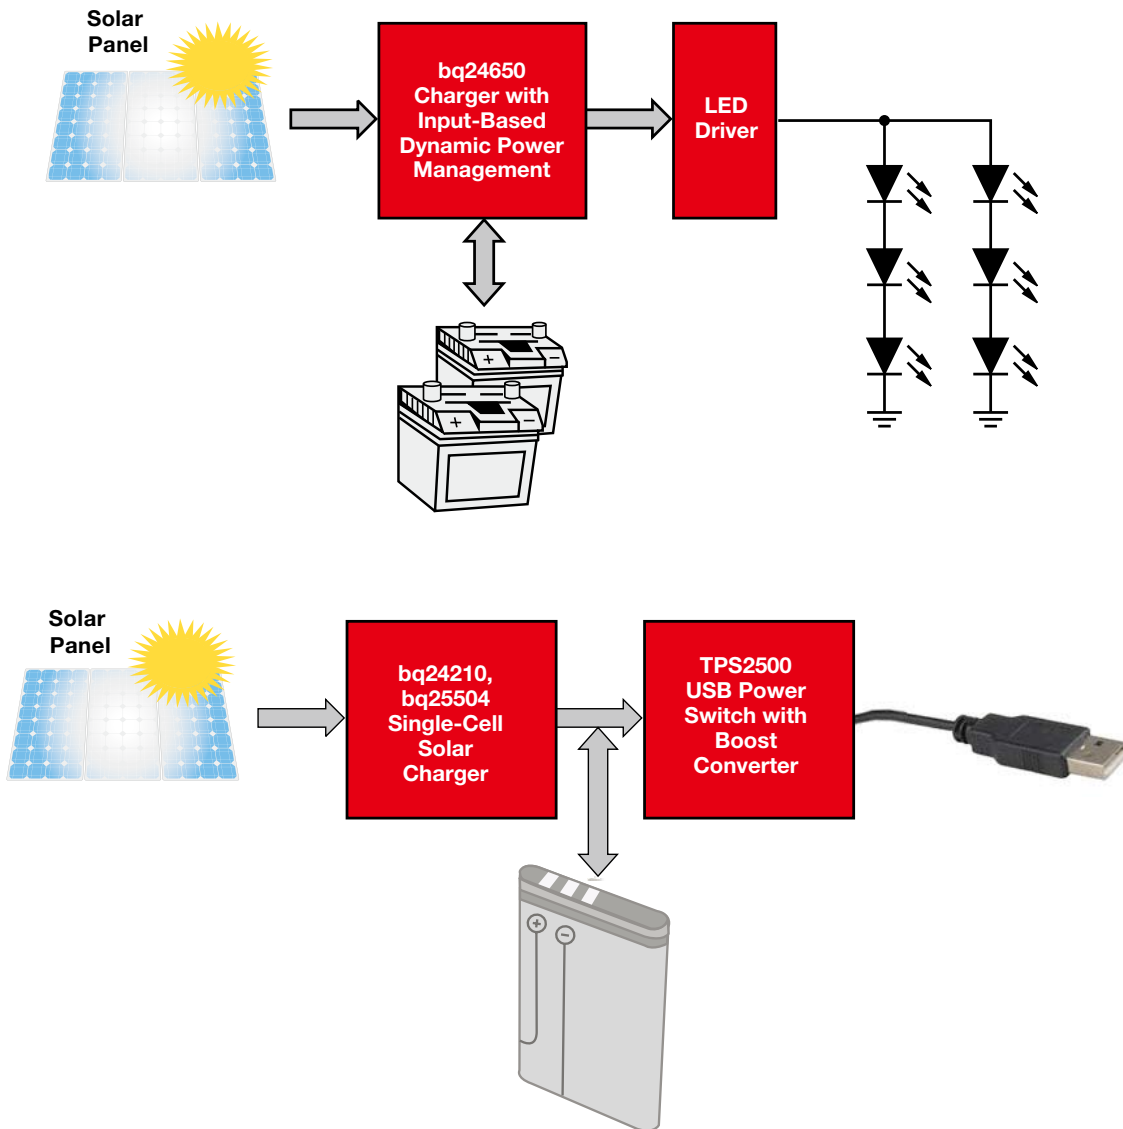 Solar
Panel
bq24650
Charger with
Input-Based
Dynamic Power
Management
LED
Driver
+ −
+ −
Solar
Panel
bq24210,
bq25504
Single-Cell
Solar
Charger
TPS2500
USB Power
Switch with
Boost
Converter
+
−